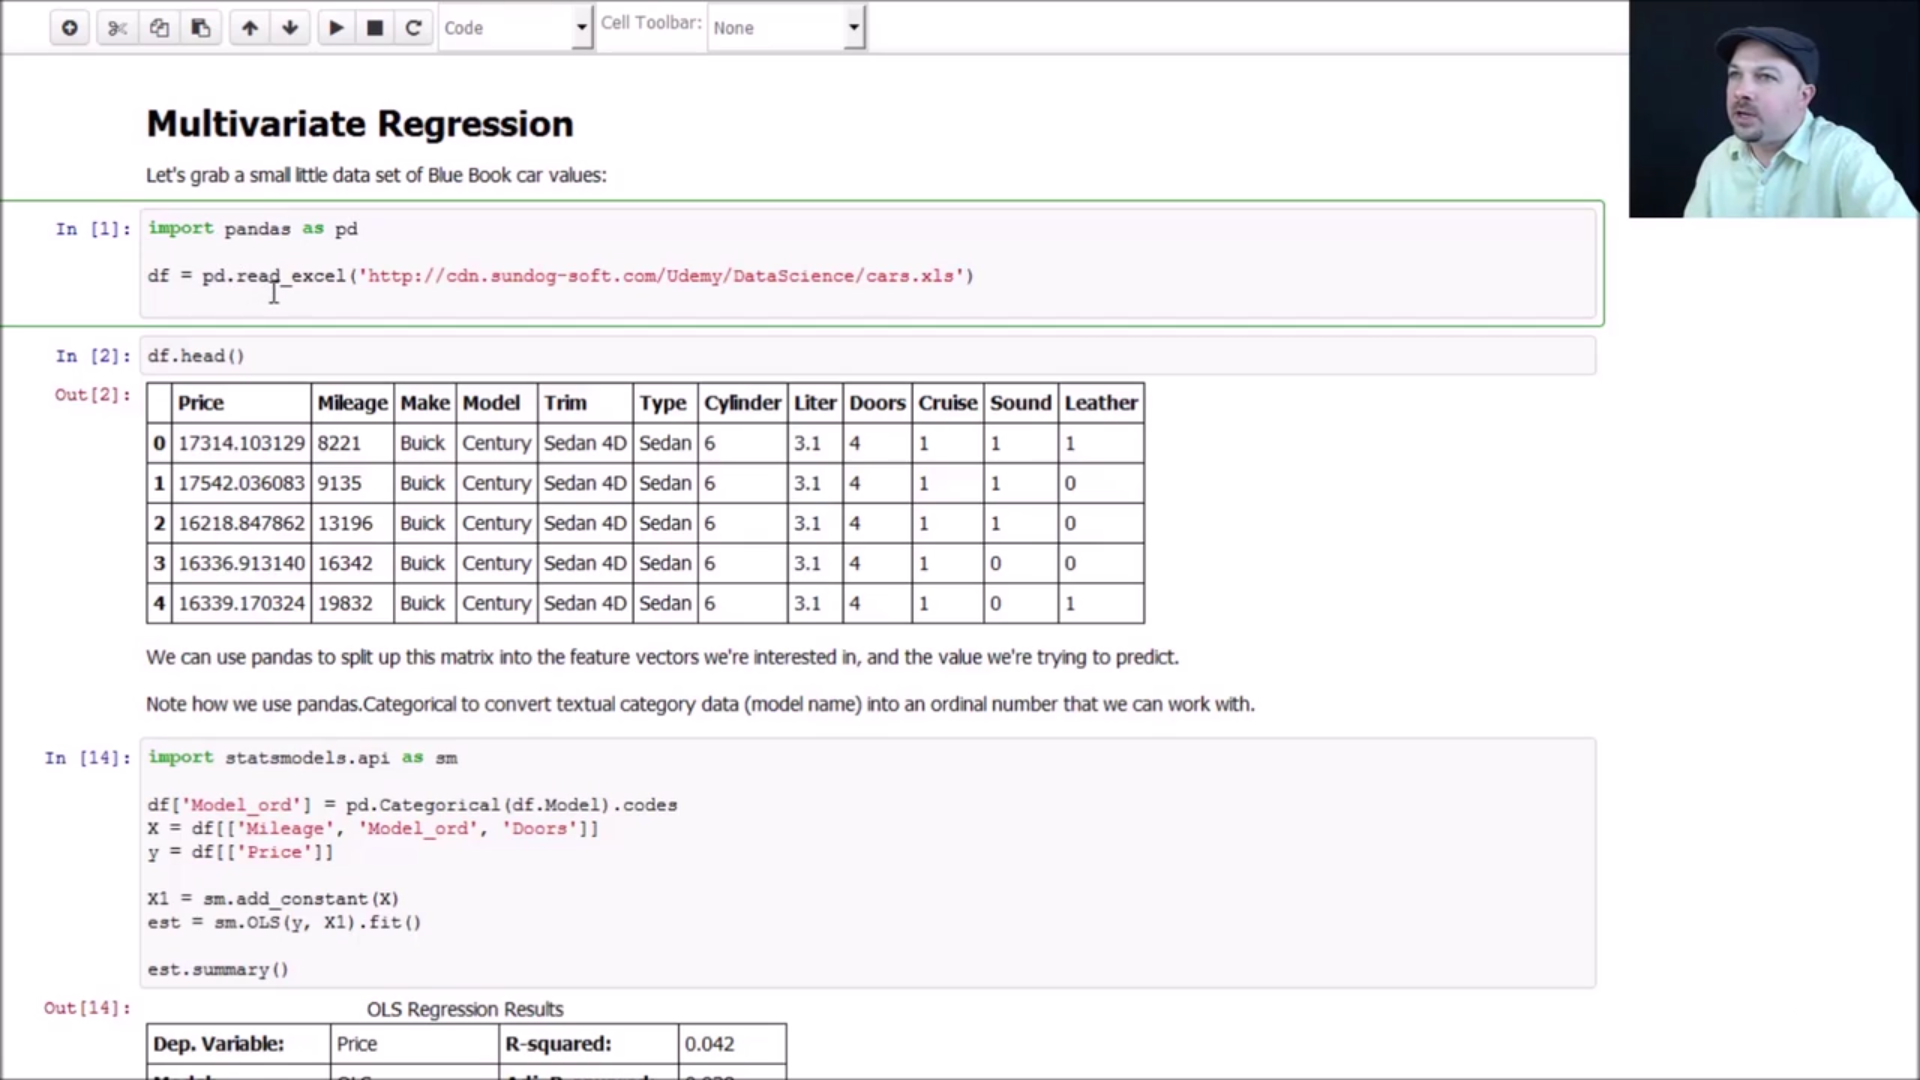 Code Cell Toolbar: None
Multivariate Regression
Let's grab a small little data set of Blue Book car values:
In [1]: import pandas as pd
df = pd.read_excel('http://cdn.sundog-soft.com/Udemy/DataScience/cars.xls')
In [2]: df.head()
Out[2]:
Price Mileage Make Model Trim Type Cylinder Liter Doors Cruise Sound Leather
0 17314.103129 8221 Buick Century Sedan 4D Sedan 6 3.1 4 1 1 1
1 17542.036083 9135 Buick Century Sedan 4D Sedan 6 3.1 4 1 1 0
2 16218.847862 13196 Buick Century Sedan 4D Sedan 6 3.1 4 1 1 0
3 16336.913140 16342 Buick Century Sedan 4D Sedan 6 3.1 4 1 0 0
4 16339.170324 19832 Buick Century Sedan 4D Sedan 6 3.1 4 1 0 1
We can use pandas to split up this matrix into the feature vectors we're interested in, and the value we're trying to predict.
Note how we use pandas.Categorical to convert textual category data (model name) into an ordinal number that we can work with.
In [14]: import statsmodels.api as sm
df['Model_ord'] = pd.Categorical(df.Model).codes
X = df[['Mileage', 'Model_ord', 'Doors']]
y = df[['Price']]
X1 = sm.add_constant(X)
est = sm.OLS(y, X1).fit()
est.summary()
Out[14]: OLS Regression Results
Dep. Variable: Price R-squared: 0.042